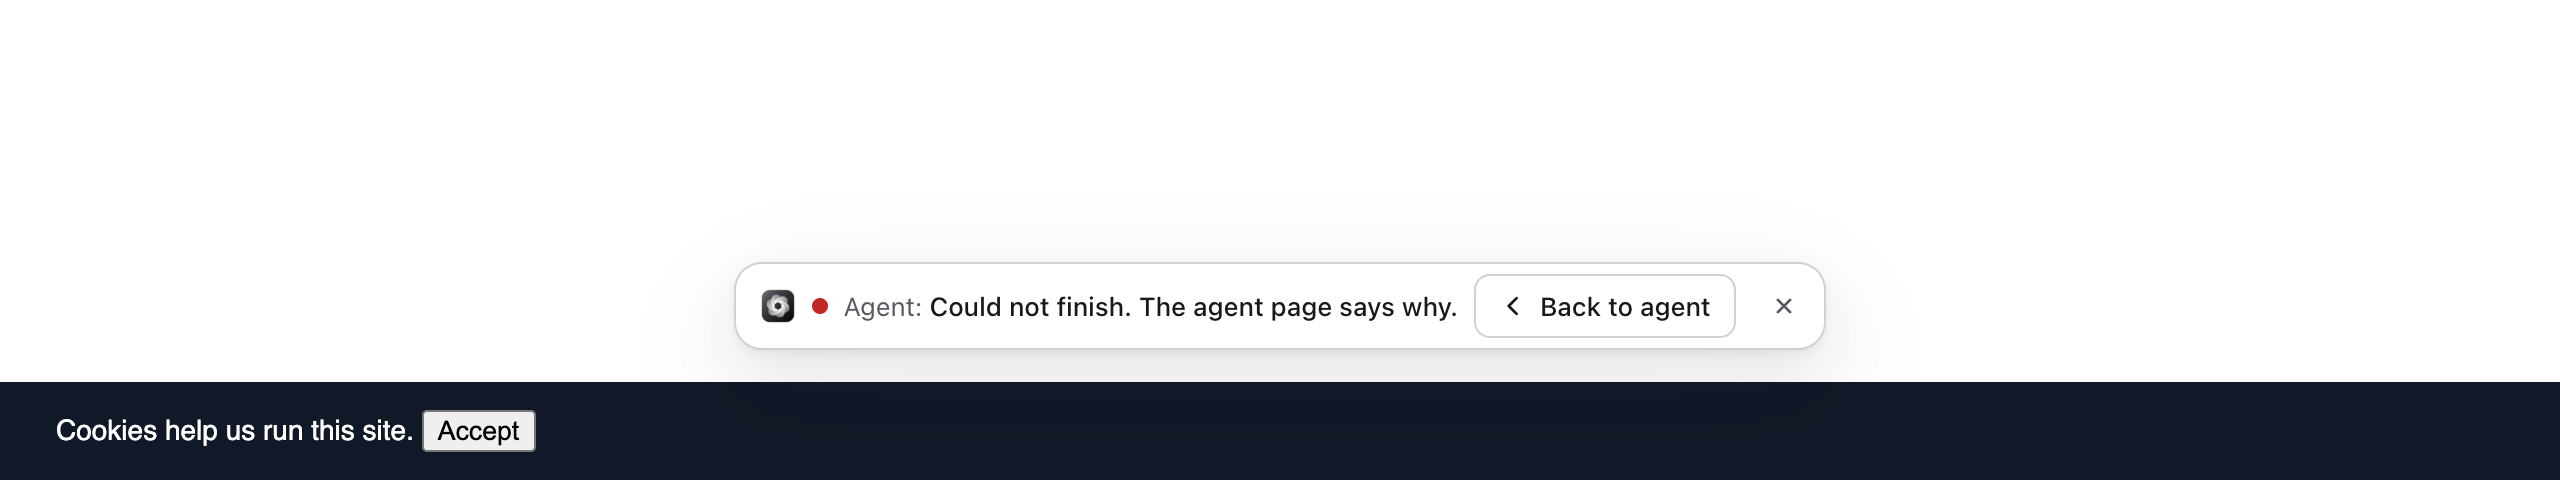 Agent: Could not finish. The agent page says why. Back to agent
Cookies help us run this site. Accept